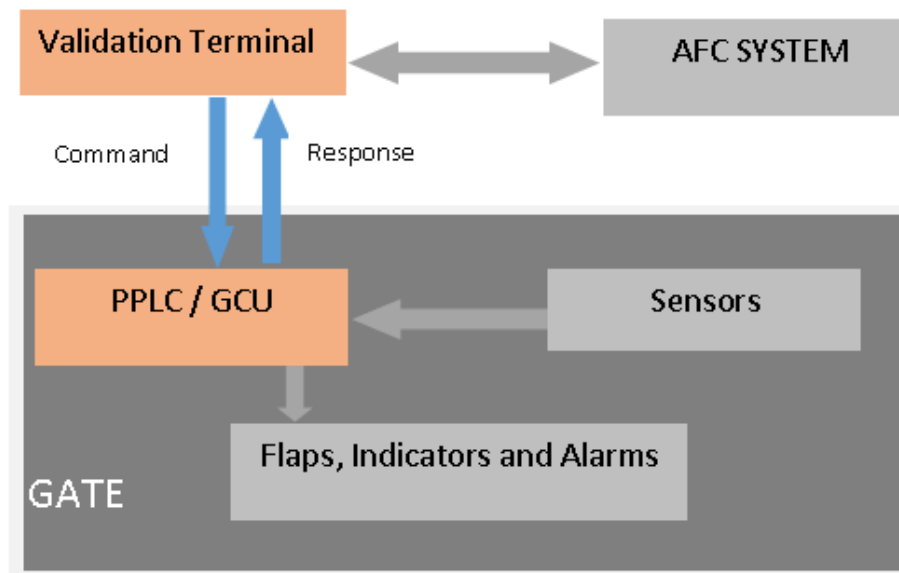 Validation Terminal
AFC SYSTEM
Command
Response
PPLC / GCU
Sensors
Flaps, Indicators and Alarms
GATE